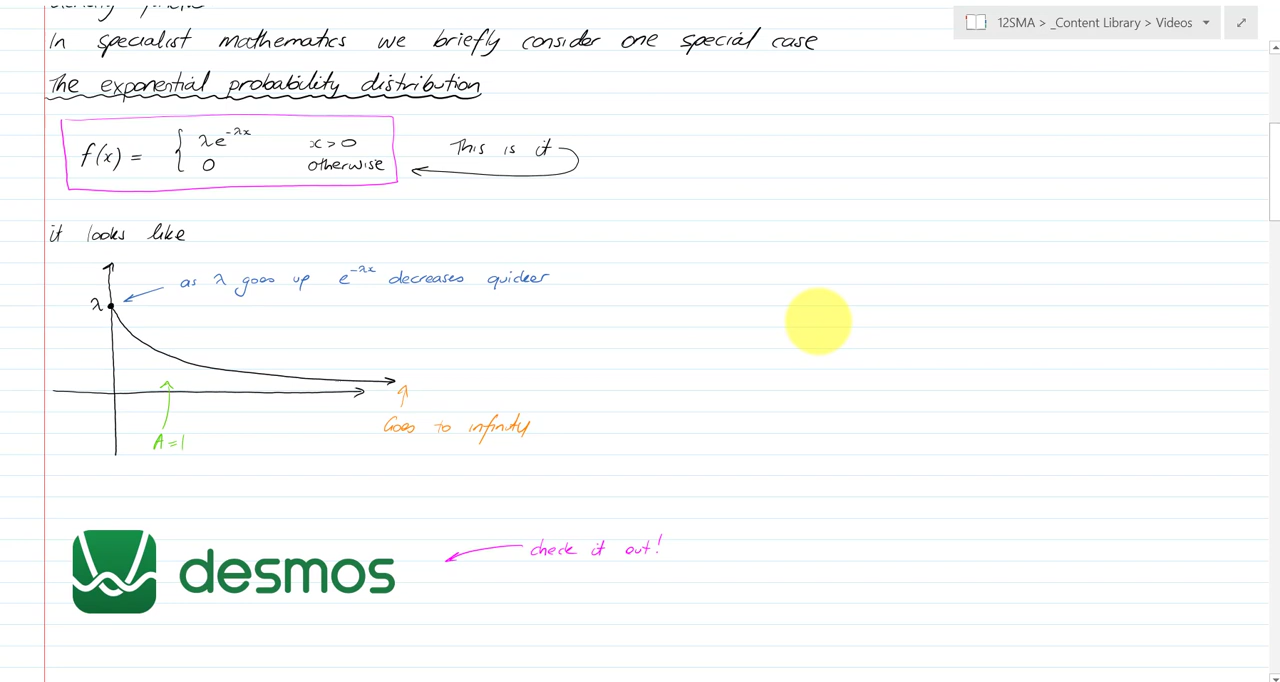 12SMA > _Content Library > Videos
In specialist mathematics we briefly consider one special case
The exponential probability distribution
f(x) = { λe^-λx x>0
0 otherwise
This is it
it looks like
as λ goes up e^-λx decreases quicker
λ
Goes to infinity
A=1
desmos
check it out!